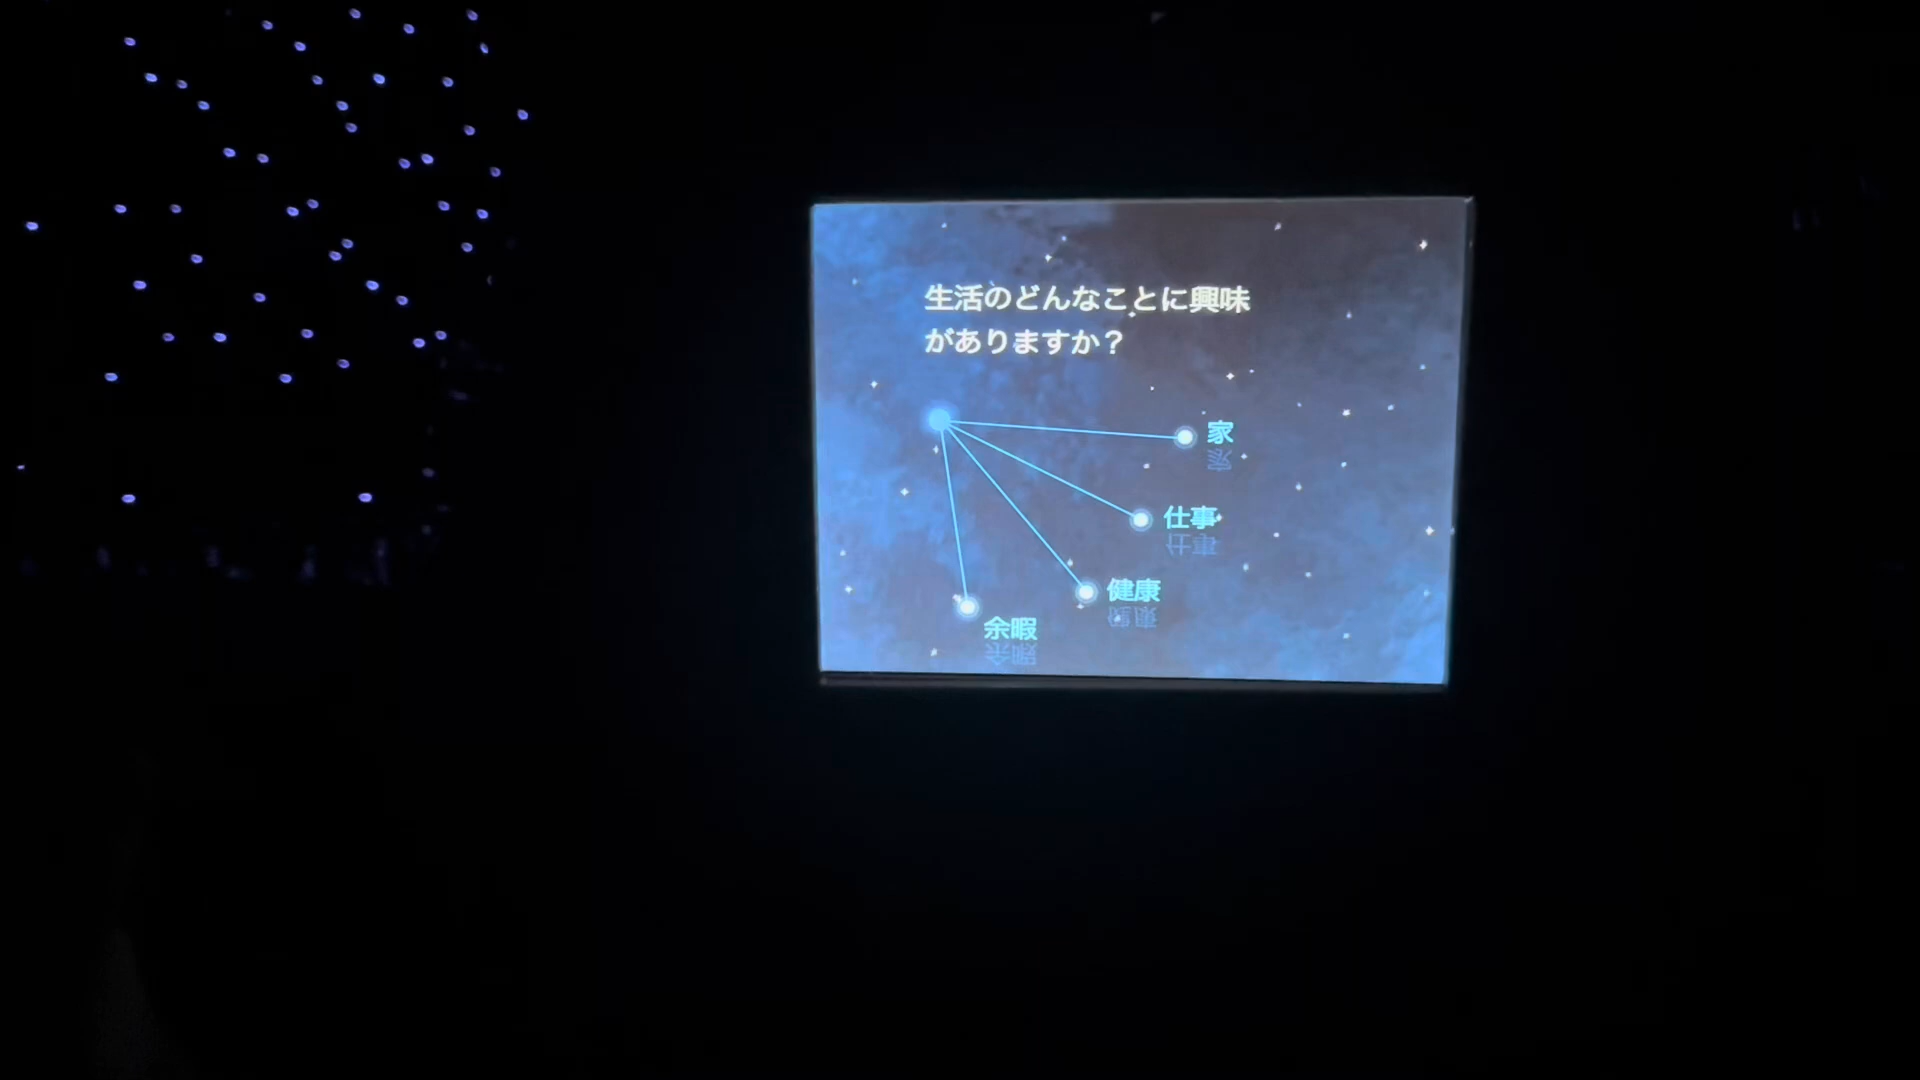 生活のどんなことに興味
がありますか？
家
仕事
健康
余暇